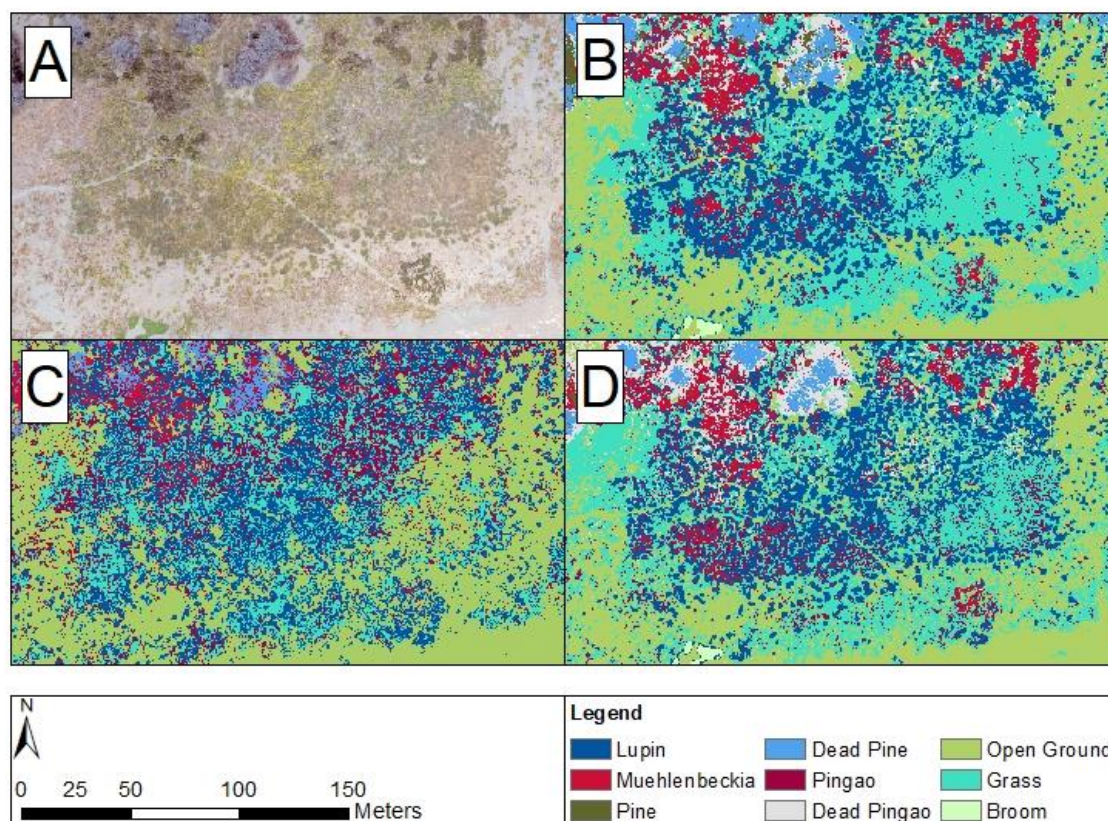 A
B
C
D
N
0 25 50 100 150
Meters
Legend
Lupin Dead Pine Open Ground
Muehlenbeckia Pingao Grass
Pine Dead Pingao Broom